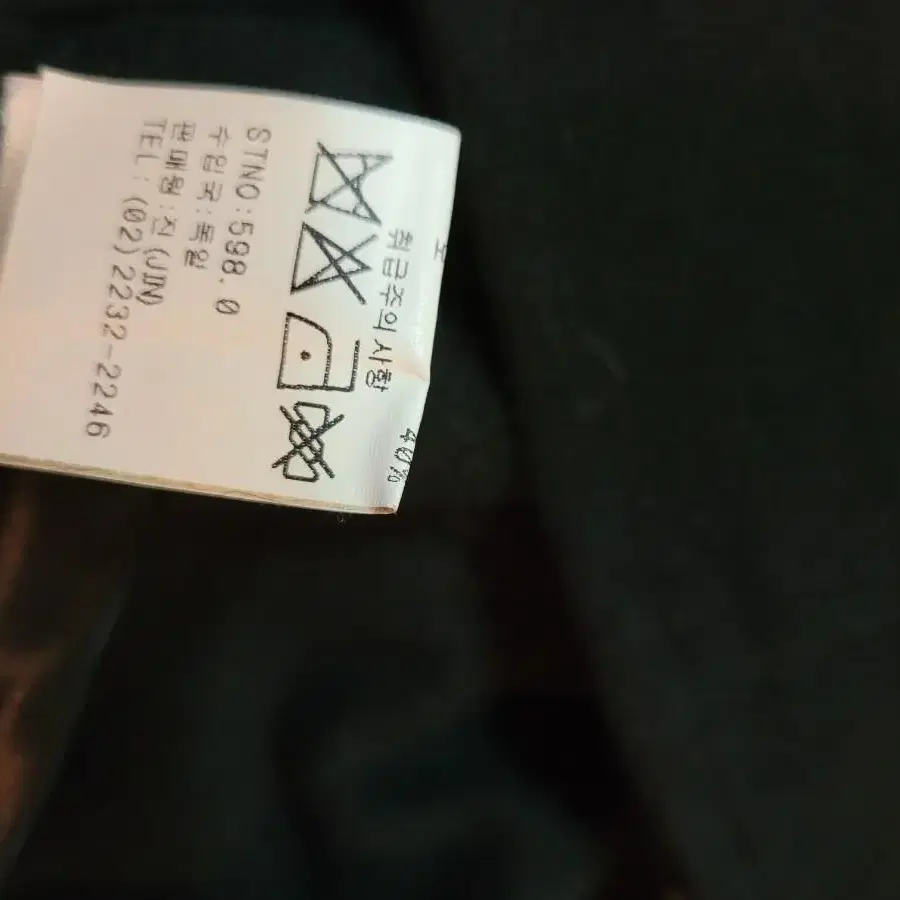 40%
취급주의사항
STNO:598.0
수입국:독일
판매원:진(JIN)
TEL:(02)2232-2246